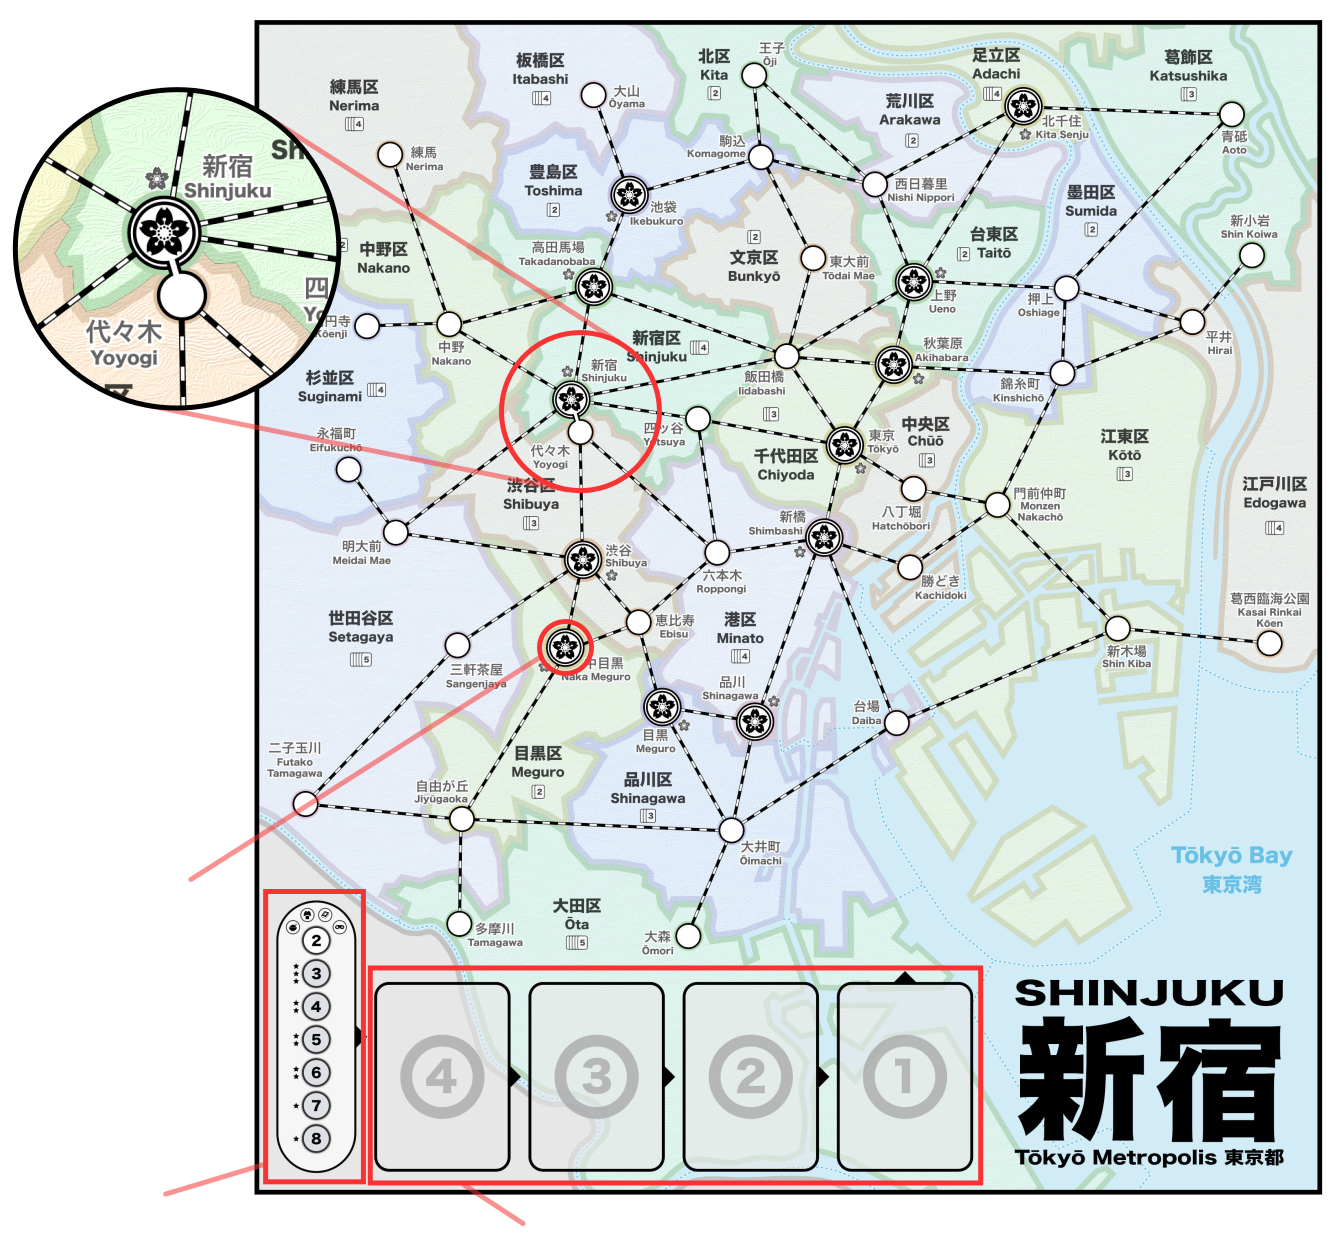 新宿
Shinjuku
Sh
四
Yo
代々木
Yoyogi
区
板橋区
Itabashi
4
北区
Kita
2
王子
Ōji
足立区
Adachi
4
葛飾区
Katsushika
3
練馬区
Nerima
4
大山
Ōyama
荒川区
Arakawa
2
北千住
Kita Senju
青砥
Aoto
練馬
Nerima
駒込
Komagome
豊島区
Toshima
2
池袋
Ikebukuro
西日暮里
Nishi Nippori
墨田区
Sumida
2
新小岩
Shin Koiwa
2
中野区
Nakano
高田馬場
Takadanobaba
2
文京区
Bunkyō
東大前
Tōdai Mae
台東区
2
Taitō
上野
Ueno
押上
Oshiage
平井
Hirai
円寺
Kōenji
中野
Nakano
新宿区
Shinjuku
4
新宿
Shinjuku
飯田橋
Iidabashi
3
秋葉原
Akihabara
錦糸町
Kinshichō
杉並区
Suginami
4
永福町
Eifukuchō
代々木
Yoyogi
四ッ谷
Yotsuya
千代田区
Chiyoda
東京
Tōkyō
中央区
Chūō
3
江東区
Kōtō
3
江戸川区
Edogawa
4
渋谷区
Shibuya
3
明大前
Meidai Mae
新橋
Shimbashi
八丁堀
Hatchōbori
門前仲町
Monzen
Nakachō
渋谷
Shibuya
六本木
Roppongi
勝どき
Kachidoki
葛西臨海公園
Kasai Rinkai
Kōen
世田谷区
Setagaya
5
恵比寿
Ebisu
港区
Minato
4
新木場
Shin Kiba
三軒茶屋
Sangenjaya
中目黒
Naka Meguro
品川
Shinagawa
台場
Daiba
目黒
Meguro
二子玉川
Futako
Tamagawa
目黒区
Meguro
2
自由が丘
Jiyūgaoka
品川区
Shinagawa
3
大井町
Ōimachi
Tōkyō Bay
東京湾
大田区
Ōta
5
多摩川
Tamagawa
大森
Ōmori
2
3
4
5
6
7
8
4
3
2
1
SHINJUKU
新宿
Tōkyō Metropolis 東京都